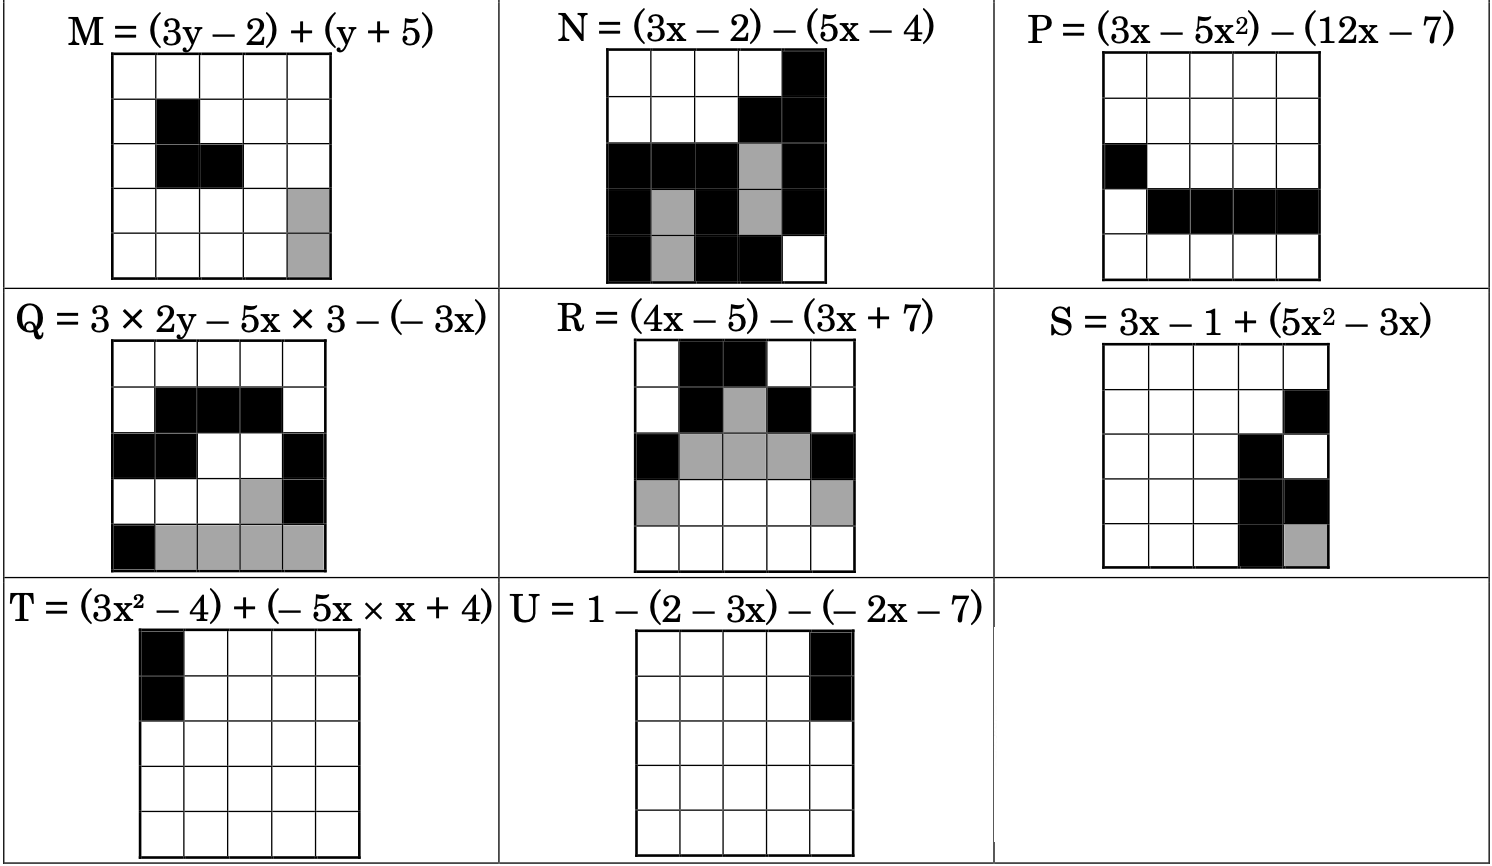 M = (3y – 2) + (y + 5)
N = (3x – 2) – (5x – 4)
P = (3x – 5x²) – (12x – 7)
Q = 3 × 2y – 5x × 3 – (– 3x)
R = (4x – 5) – (3x + 7)
S = 3x – 1 + (5x² – 3x)
T = (3x² – 4) + (– 5x × x + 4)
U = 1 – (2 – 3x) – (– 2x – 7)